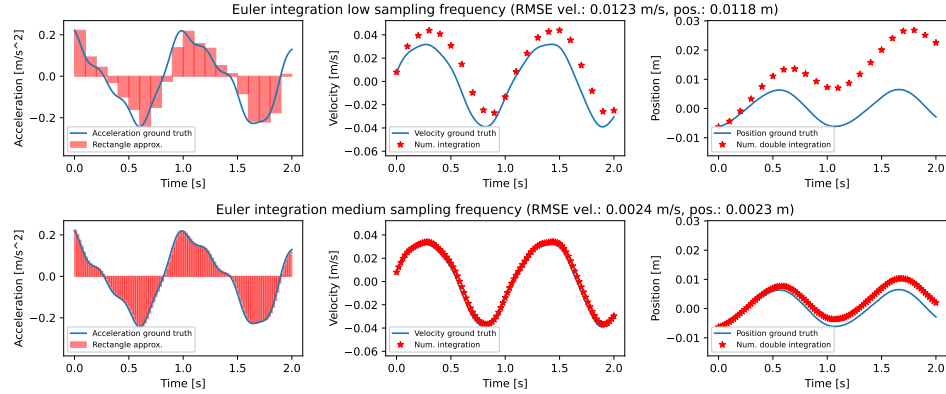 Euler integration low sampling frequency (RMSE vel.: 0.0123 m/s, pos.: 0.0118 m)
Acceleration [m/s^2]
0.2
0.0
−0.2
Acceleration ground truth
Rectangle approx.
0.0 0.5 1.0 1.5 2.0
Time [s]
Velocity [m/s]
0.04
0.02
0.00
−0.02
−0.04
−0.06
Velocity ground truth
Num. integration
0.0 0.5 1.0 1.5 2.0
Time [s]
Position [m]
0.03
0.02
0.01
0.00
−0.01
Position ground truth
Num. double integration
0.0 0.5 1.0 1.5 2.0
Time [s]
Euler integration medium sampling frequency (RMSE vel.: 0.0024 m/s, pos.: 0.0023 m)
Acceleration [m/s^2]
0.2
0.0
−0.2
Acceleration ground truth
Rectangle approx.
0.0 0.5 1.0 1.5 2.0
Time [s]
Velocity [m/s]
0.04
0.02
0.00
−0.02
−0.04
−0.06
Velocity ground truth
Num. integration
0.0 0.5 1.0 1.5 2.0
Time [s]
Position [m]
0.03
0.02
0.01
0.00
−0.01
Position ground truth
Num. double integration
0.0 0.5 1.0 1.5 2.0
Time [s]